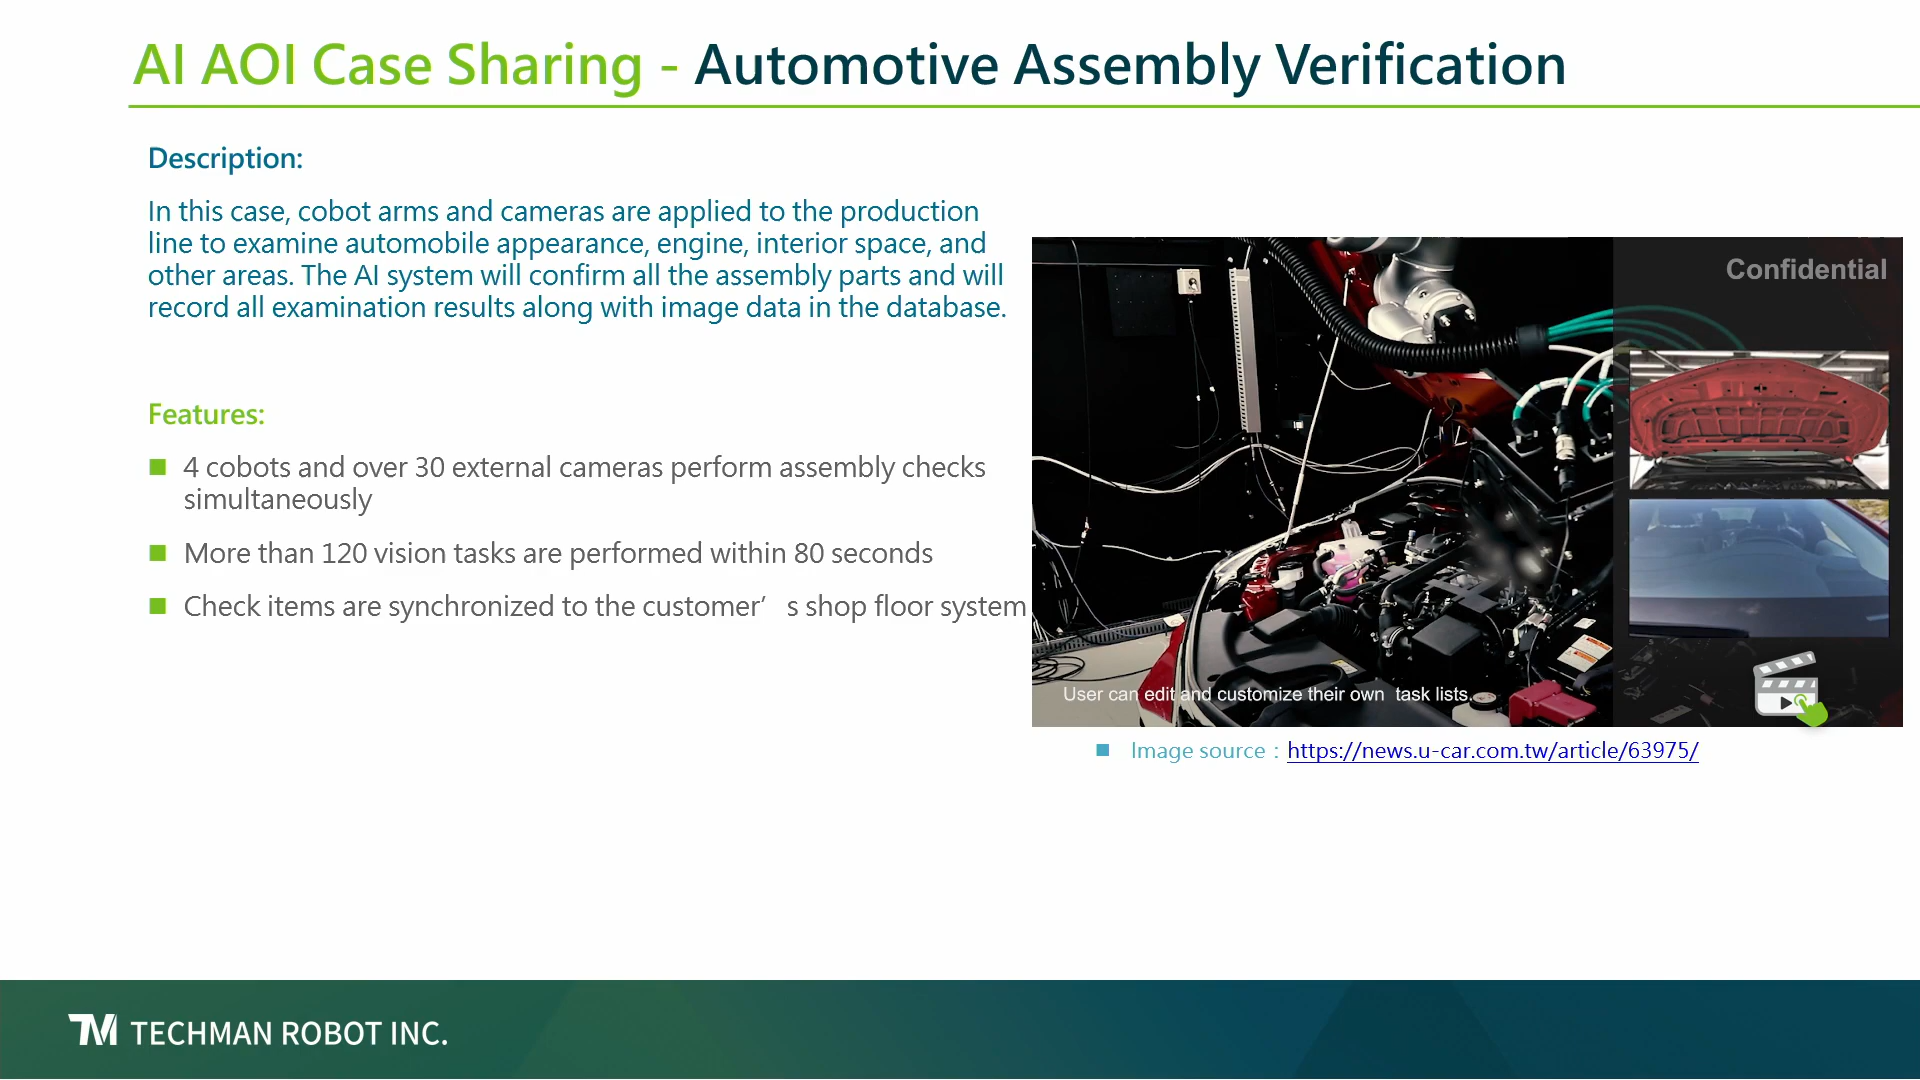 AI AOI Case Sharing - Automotive Assembly Verification
Description:
In this case, cobot arms and cameras are applied to the production
line to examine automobile appearance, engine, interior space, and
other areas. The AI system will confirm all the assembly parts and will
record all examination results along with image data in the database.
Features:
4 cobots and over 30 external cameras perform assembly checks
simultaneously
More than 120 vision tasks are performed within 80 seconds
Check items are synchronized to the customer’ s shop floor system
Confidential
User can edit and customize their own task lists.
Image source：https://news.u-car.com.tw/article/63975/
TM TECHMAN ROBOT INC.